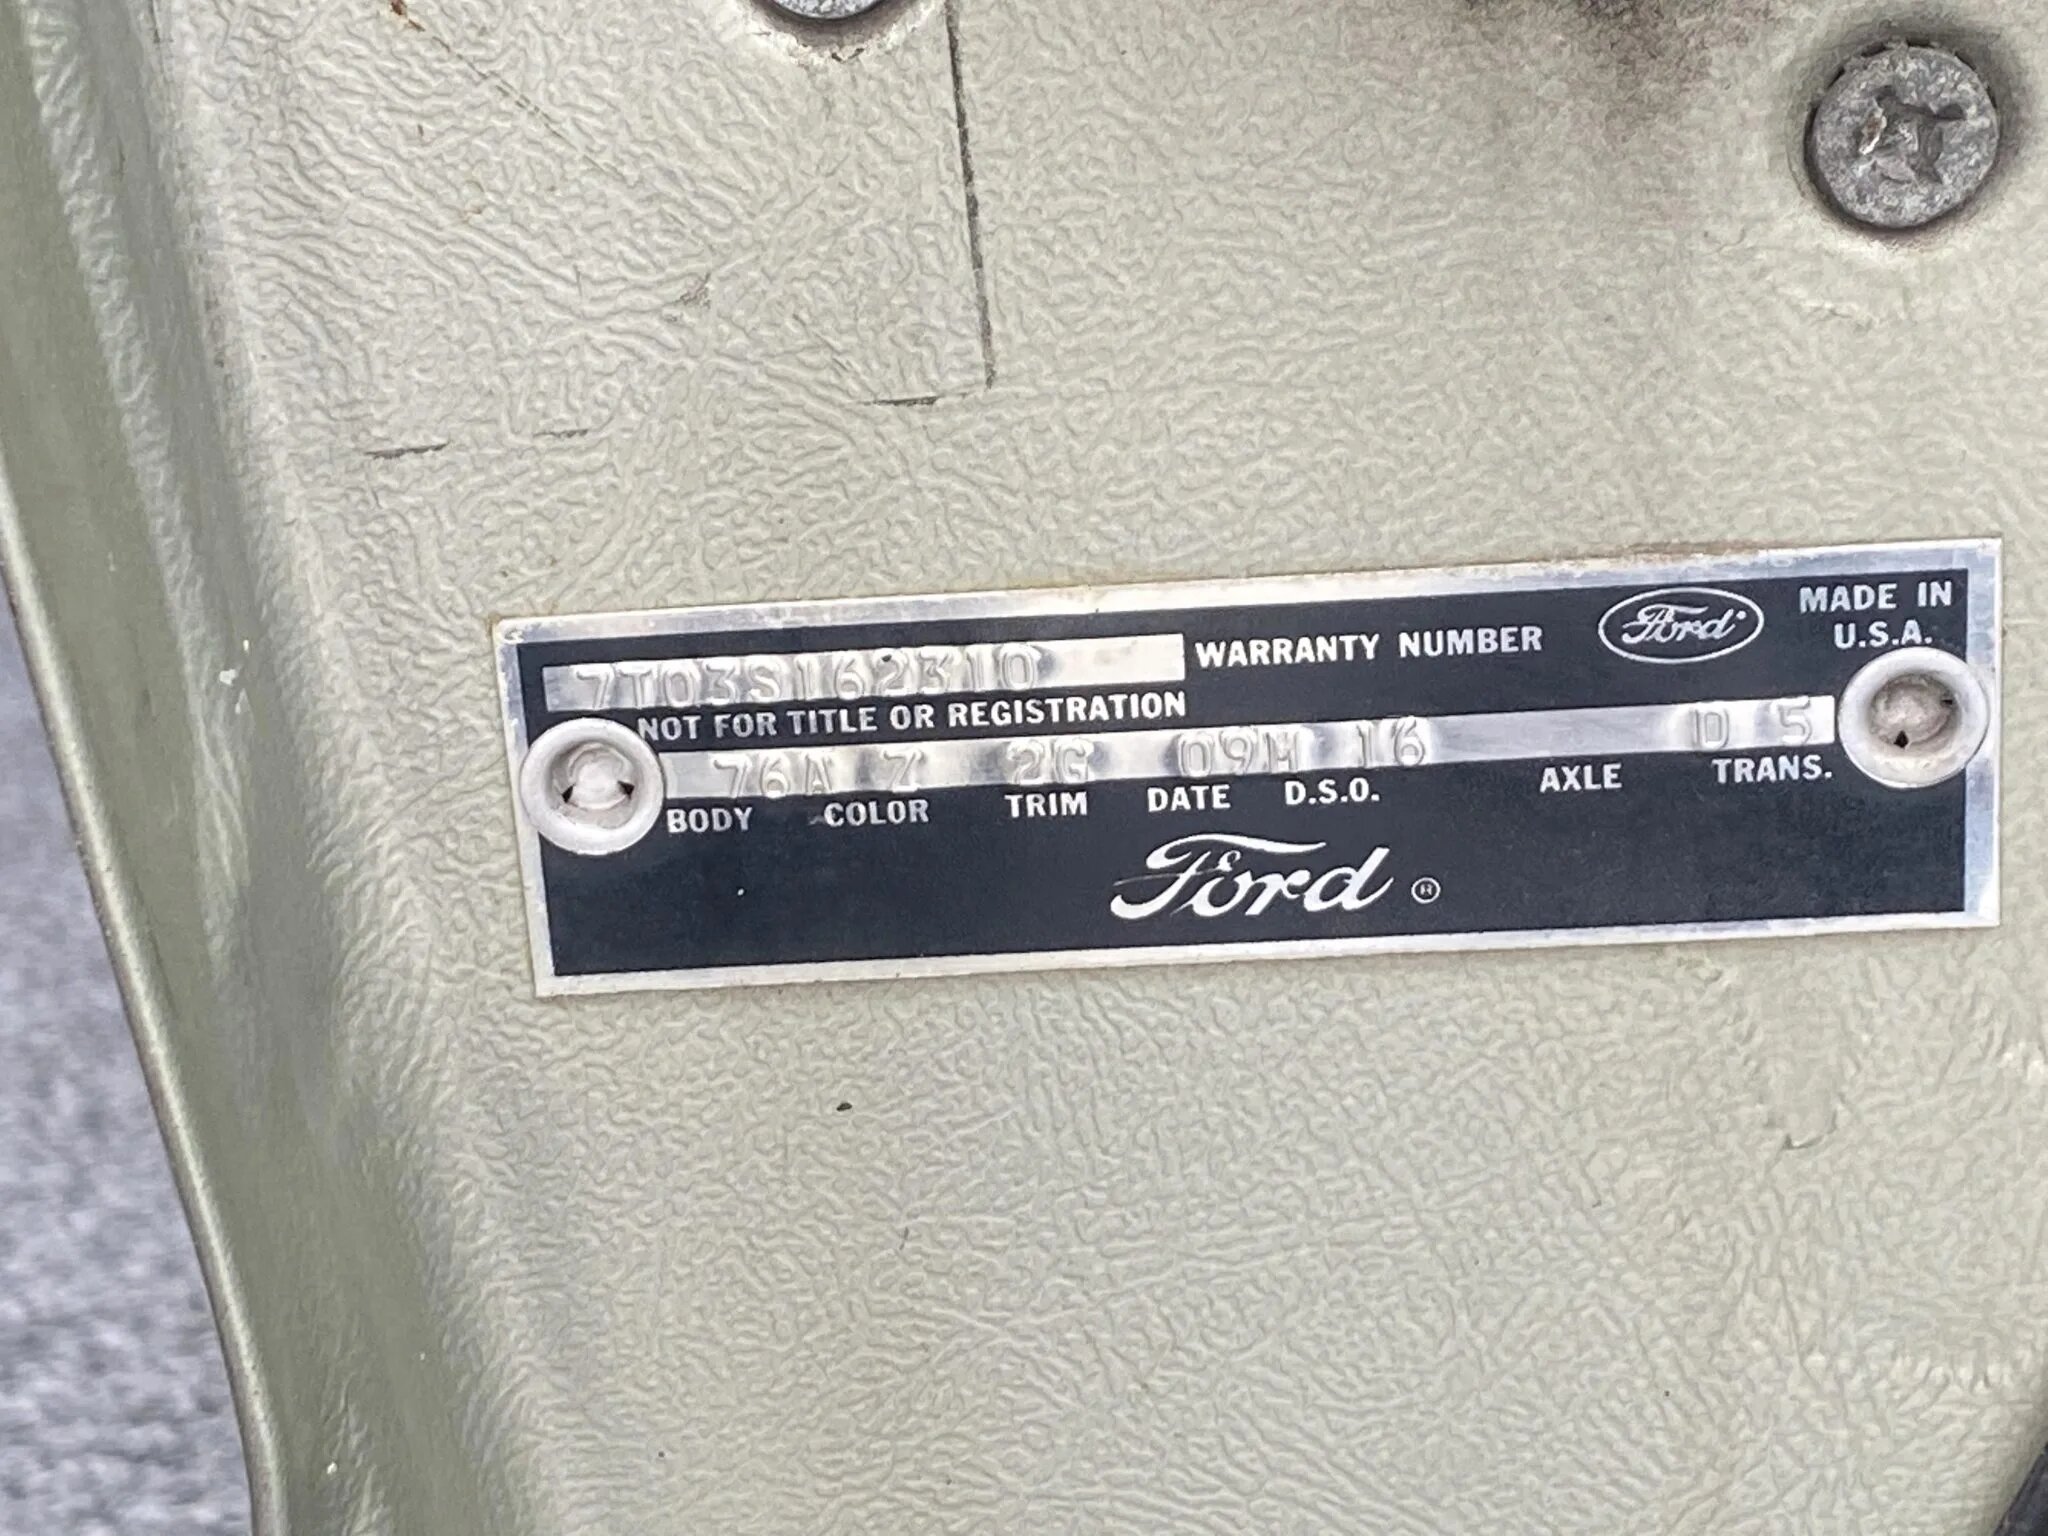 7T03S162310 WARRANTY NUMBER Ford MADE IN
U.S.A.
NOT FOR TITLE OR REGISTRATION
76A Z 2G 09M 16 D 5
BODY COLOR TRIM DATE D.S.O. AXLE TRANS.
Ford ®